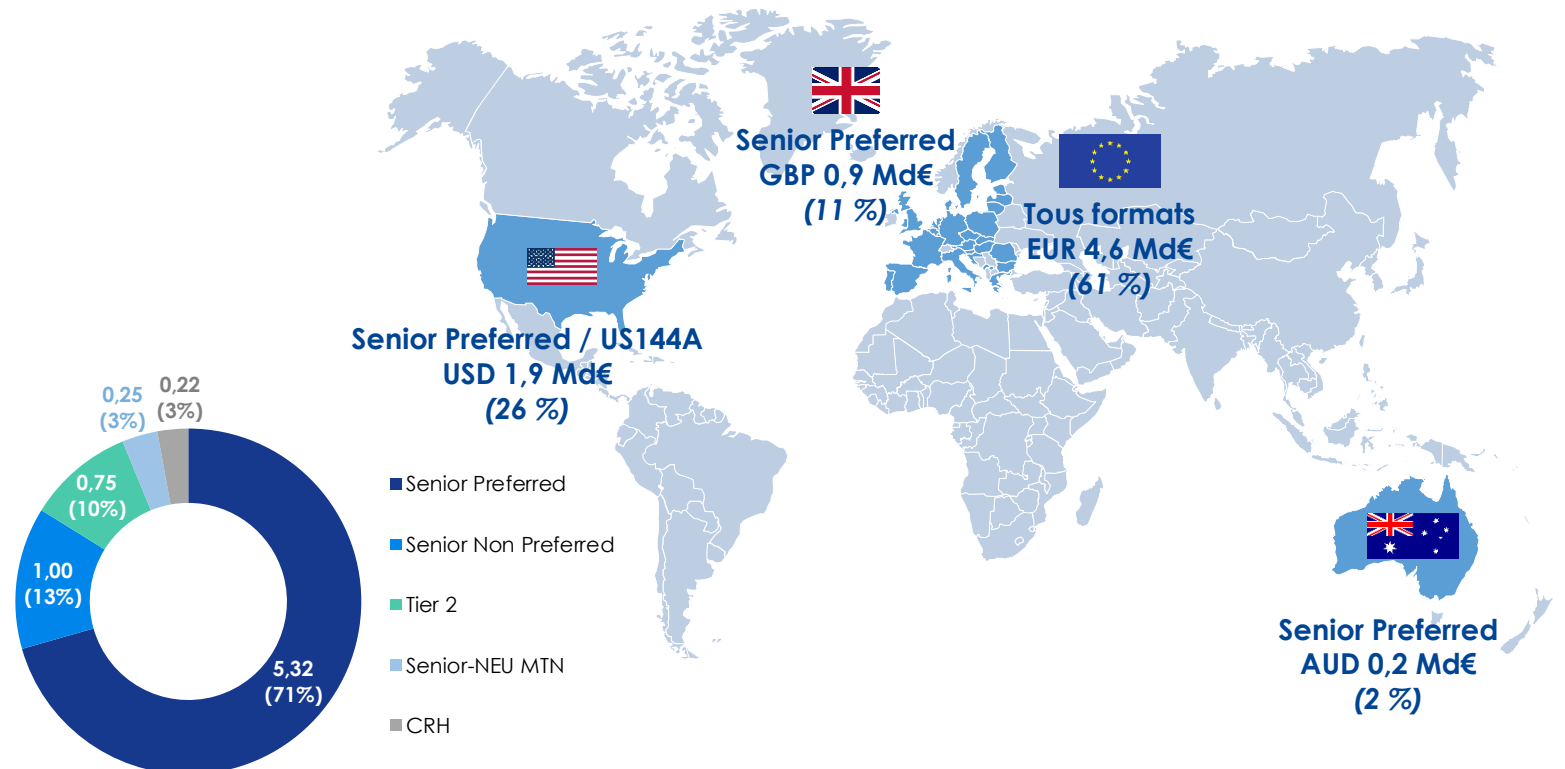 Senior Preferred
GBP 0,9 Md€
(11 %)
Tous formats
EUR 4,6 Md€
(61 %)
Senior Preferred / US144A
USD 1,9 Md€
(26 %)
Senior Preferred
AUD 0,2 Md€
(2 %)
0,25
(3%)
0,22
(3%)
0,75
(10%)
1,00
(13%)
5,32
(71%)
Senior Preferred
Senior Non Preferred
Tier 2
Senior-NEU MTN
CRH